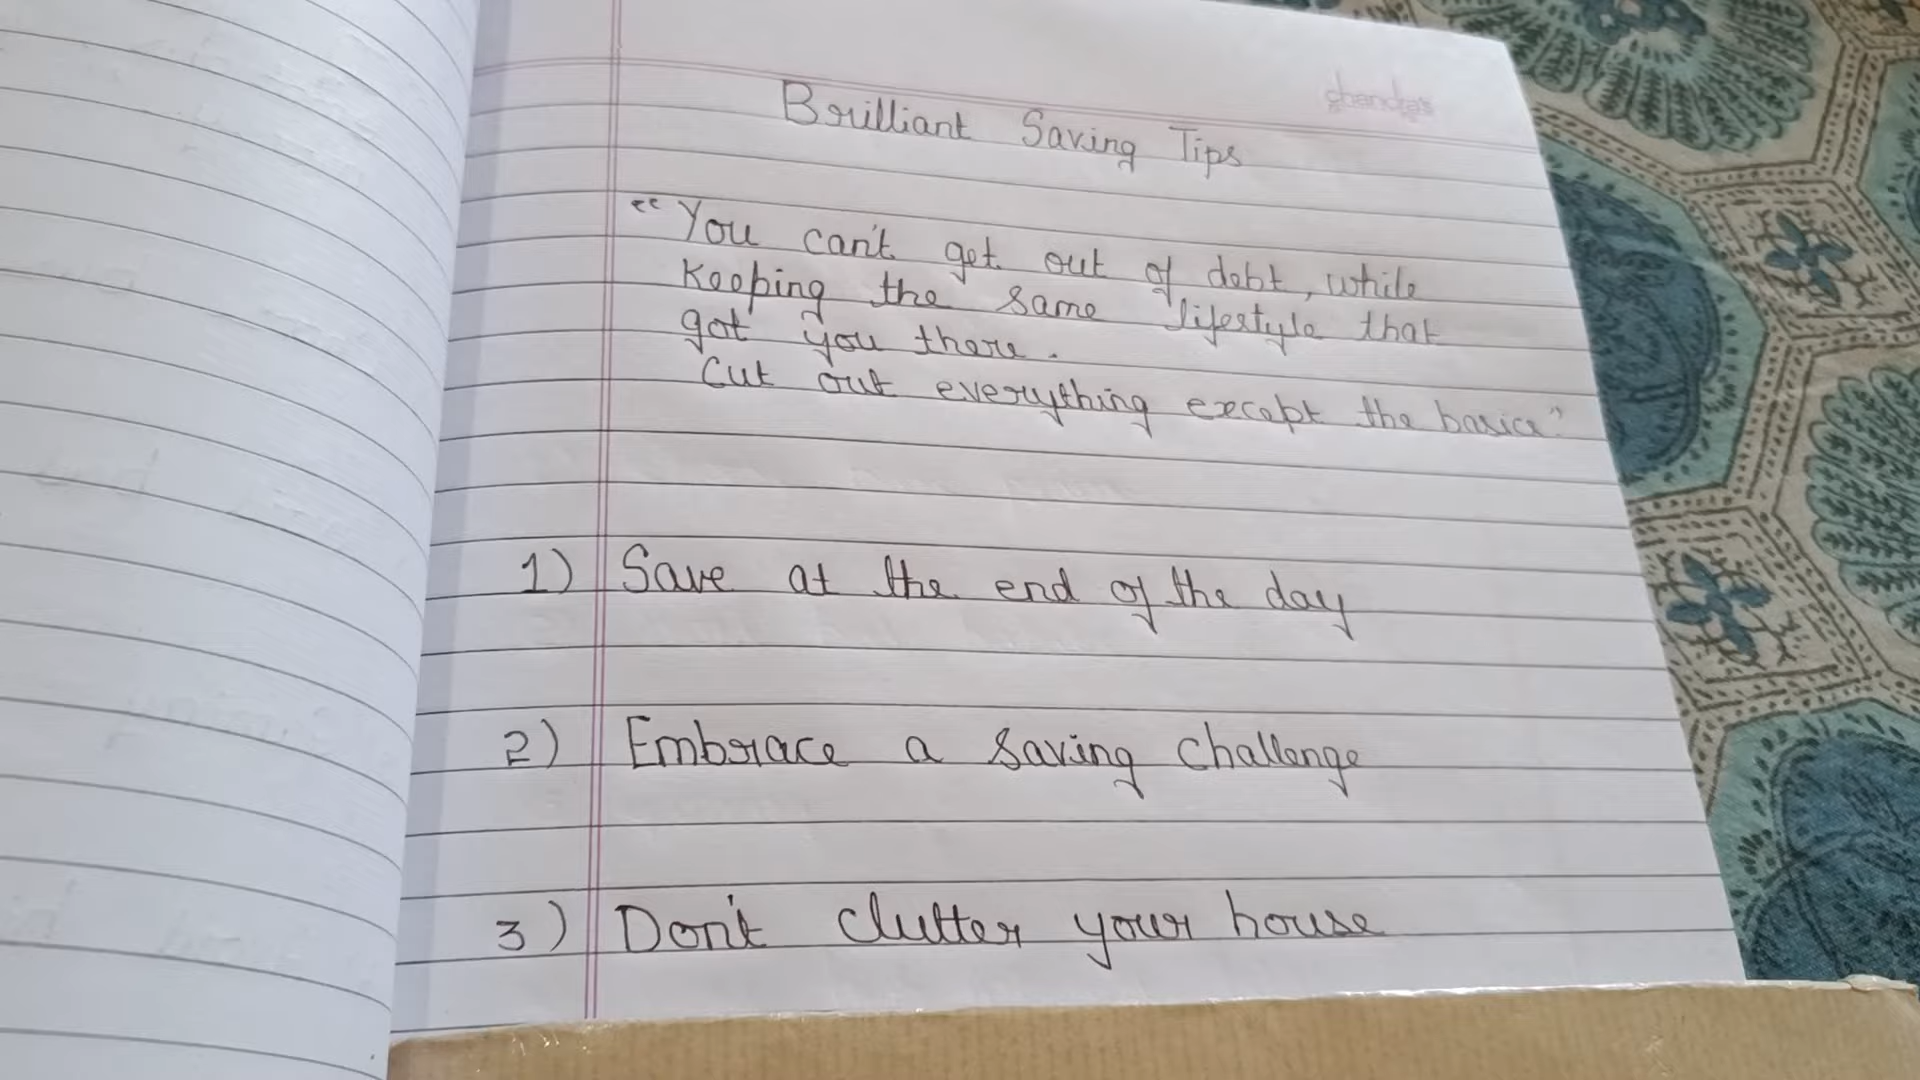 Brilliant Saving Tips
"You can't get out of debt, while
Keeping the same lifestyle that
got you there.
Cut out everything except the basics"
1) Save at the end of the day
2) Embrace a saving challenge
3) Don't clutter your house